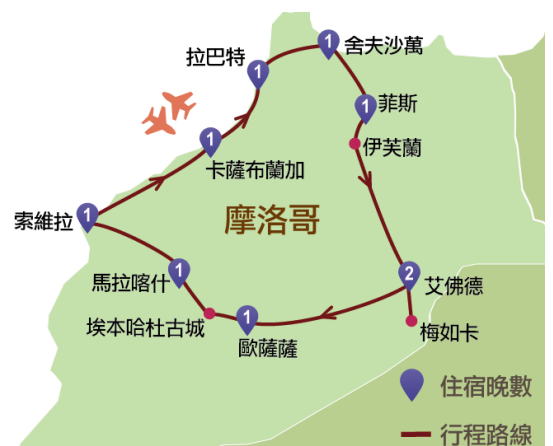 舍夫沙萬
1
拉巴特
1
菲斯
1
伊芙蘭
卡薩布蘭加
1
索維拉
1
摩洛哥
馬拉喀什
1
艾佛德
2
埃本哈杜古城
歐薩薩
1
梅如卡
住宿晚數
行程路線